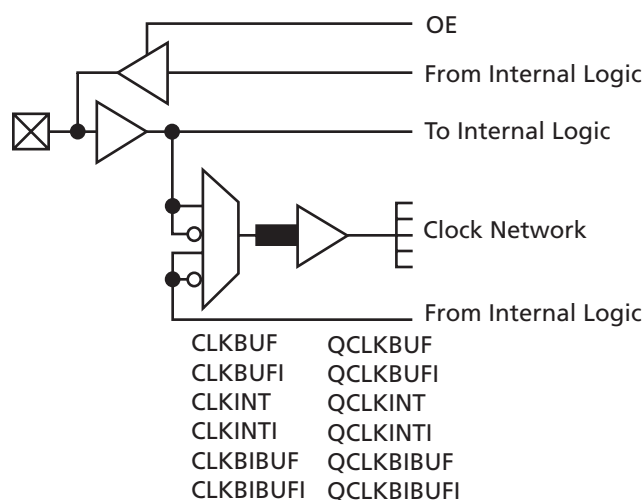 OE
From Internal Logic
To Internal Logic
Clock Network
From Internal Logic
CLKBUF QCLKBUF
CLKBUFI QCLKBUFI
CLKINT QCLKINT
CLKINTI QCLKINTI
CLKBIBUF QCLKBIBUF
CLKBIBUFI QCLKBIBUFI